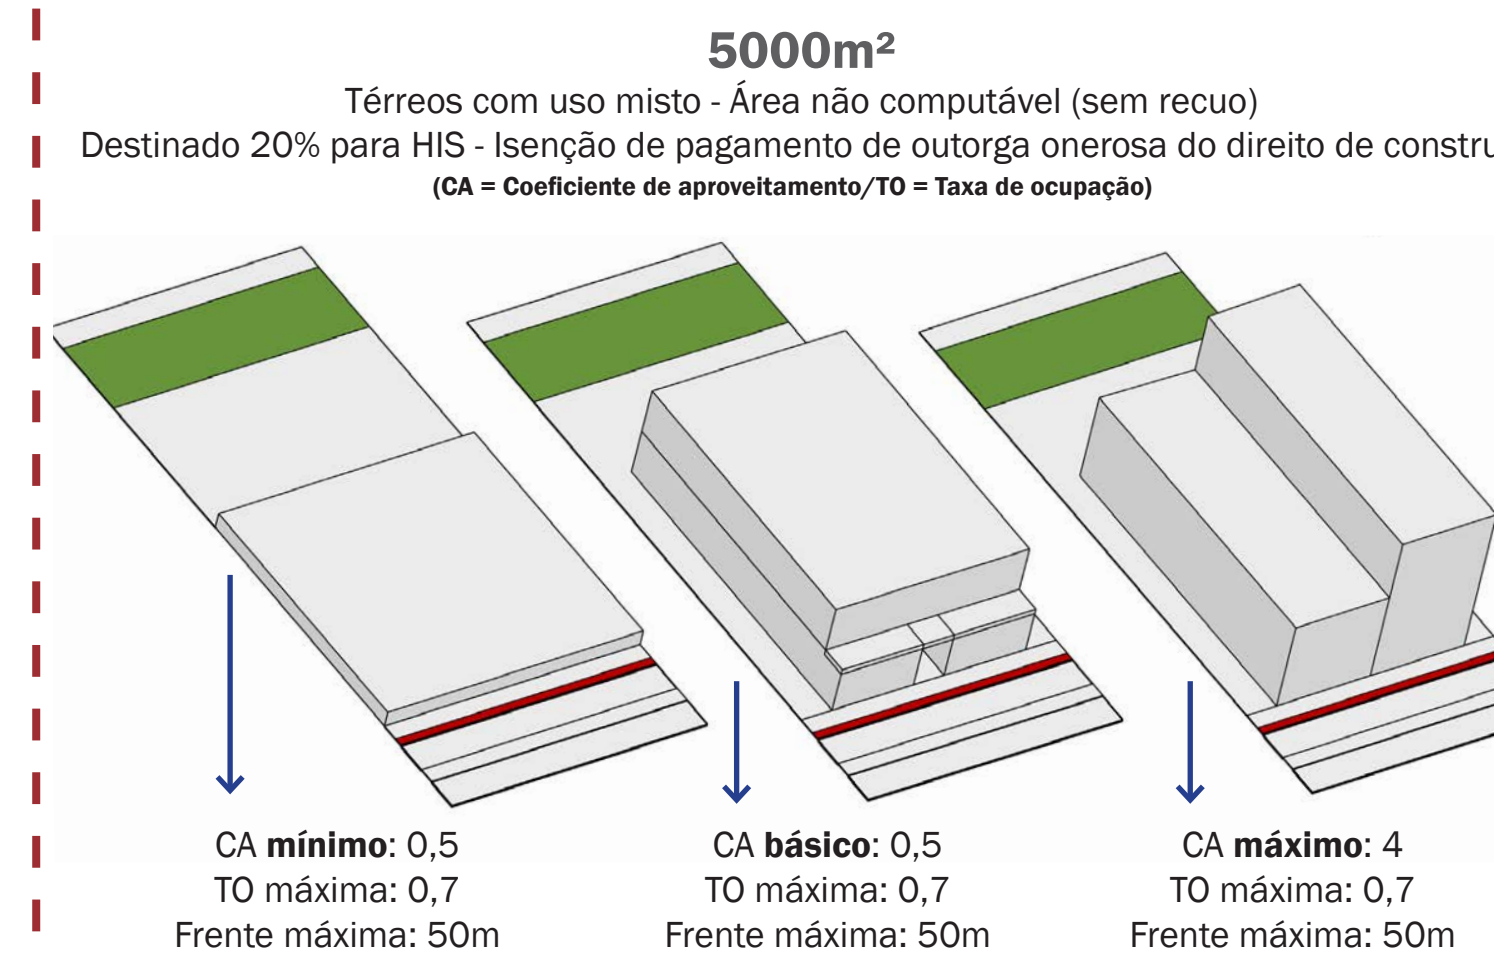 5000m²
Térreos com uso misto - Área não computável (sem recuo)
Destinado 20% para HIS - Isenção de pagamento de outorga onerosa do direito de constru
(CA = Coeficiente de aproveitamento/TO = Taxa de ocupação)
CA mínimo: 0,5
TO máxima: 0,7
Frente máxima: 50m
CA básico: 0,5
TO máxima: 0,7
Frente máxima: 50m
CA máximo: 4
TO máxima: 0,7
Frente máxima: 50m